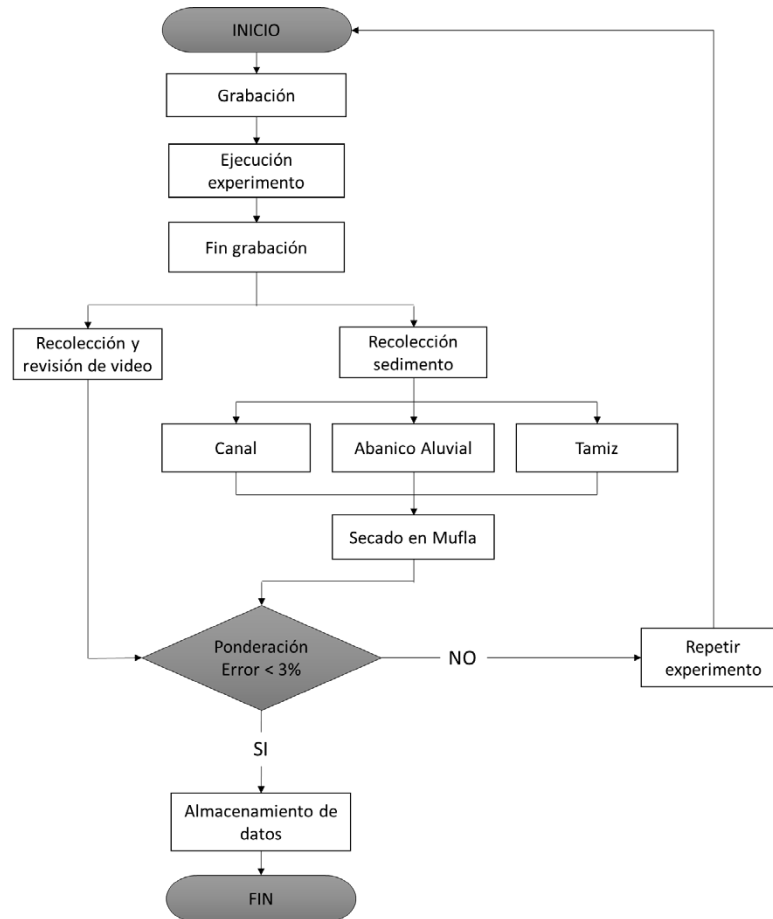 INICIO
Grabación
Ejecución
experimento
Fin grabación
Recolección y
revisión de video
Recolección
sedimento
Canal
Abanico Aluvial
Tamiz
Secado en Mufla
Ponderación
Error < 3%
NO
Repetir
experimento
SI
Almacenamiento de
datos
FIN